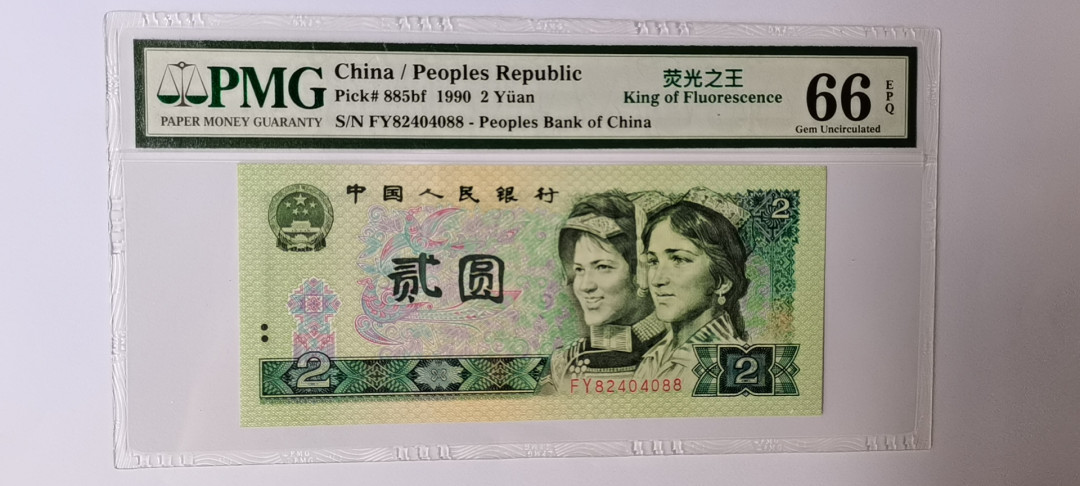 PMG
PAPER MONEY GUARANTY
China / Peoples Republic
Pick# 885bf 1990 2 Yüan
S/N FY82404088 - Peoples Bank of China
荧光之王
King of Fluorescence
66
EPQ
Gem Uncirculated
中国人民银行
2
贰圆
2
FY82404088
2